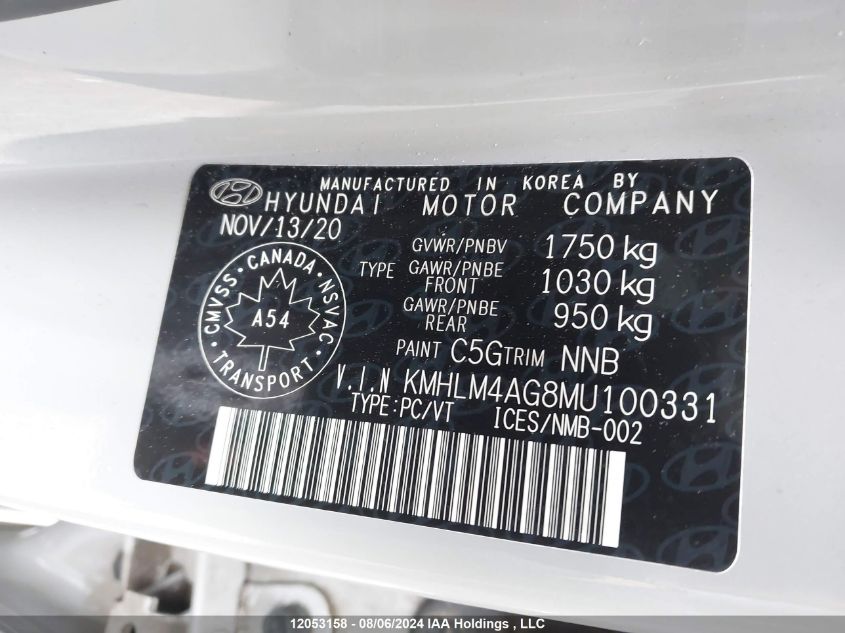 MANUFACTURED IN KOREA BY
HYUNDAI MOTOR COMPANY
NOV/13/20
GVWR/PNBV 1750 kg
TYPE GAWR/PNBE FRONT 1030 kg
GAWR/PNBE REAR 950 kg
PAINT C5G TRIM NNB
CMVSS · CANADA · NSVAC
A54
TRANSPORT
V.I.N KMHLM4AG8MU100331
TYPE:PC/VT ICES/NMB-002
12053158 - 08/06/2024 IAA Holdings , LLC